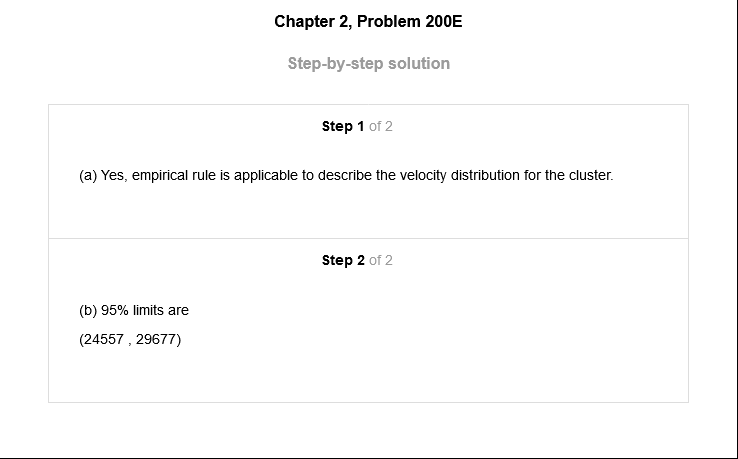 Chapter 2, Problem 200E
Step-by-step solution
Step 1 of 2
(a) Yes, empirical rule is applicable to describe the velocity distribution for the cluster.
Step 2 of 2
(b) 95% limits are
(24557 , 29677)